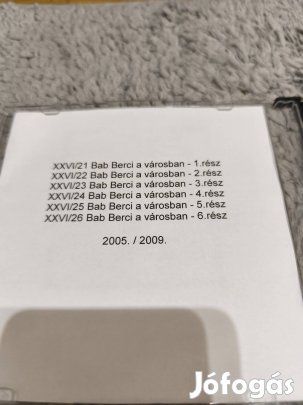 XXVI/21 Bab Berci a városban - 1.rész
XXVI/22 Bab Berci a városban - 2.rész
XXVI/23 Bab Berci a városban - 3.rész
XXVI/24 Bab Berci a városban - 4.rész
XXVI/25 Bab Berci a városban - 5.rész
XXVI/26 Bab Berci a városban - 6.rész
2005. / 2009.
Jófogás